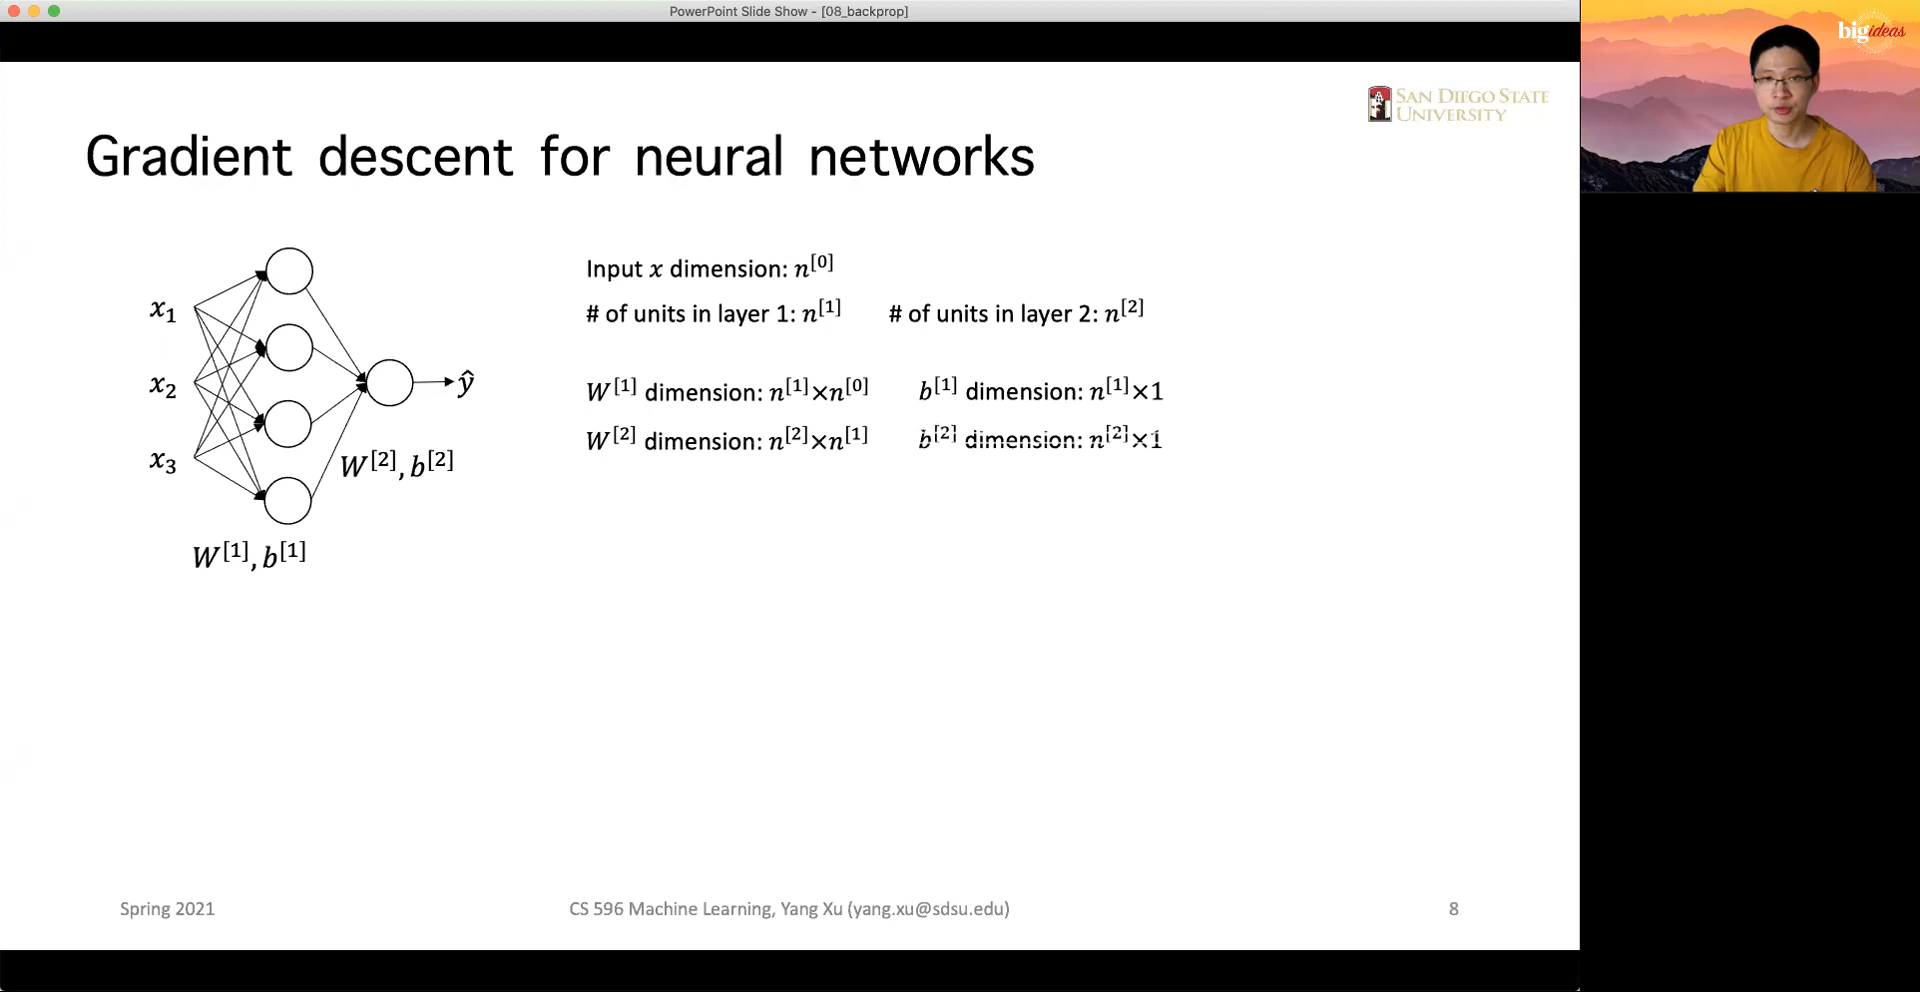 PowerPoint Slide Show - [08_backprop]
bigideas
SAN DIEGO STATE
UNIVERSITY
Gradient descent for neural networks
x₁
x₂
x₃
ŷ
W^[2], b^[2]
W^[1], b^[1]
Input x dimension: n^[0]
# of units in layer 1: n^[1] # of units in layer 2: n^[2]
W^[1] dimension: n^[1]×n^[0] b^[1] dimension: n^[1]×1
W^[2] dimension: n^[2]×n^[1] b^[2] dimension: n^[2]×1
Spring 2021 CS 596 Machine Learning, Yang Xu (yang.xu@sdsu.edu) 8